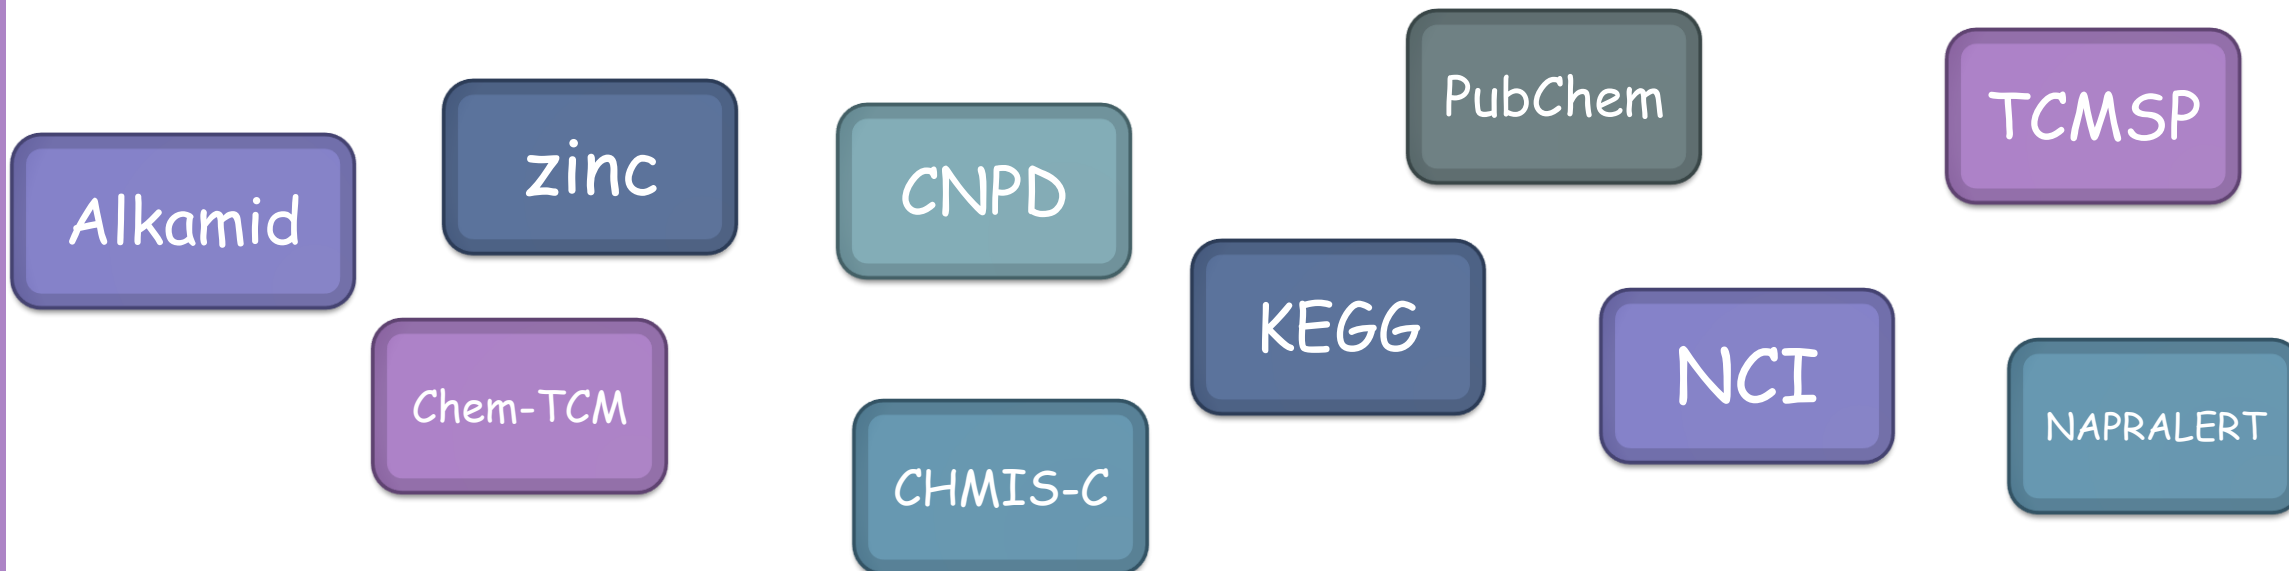 PubChem
TCMSP
zinc
CNPD
Alkamid
KEGG
NCI
Chem-TCM
NAPRALERT
CHMIS-C